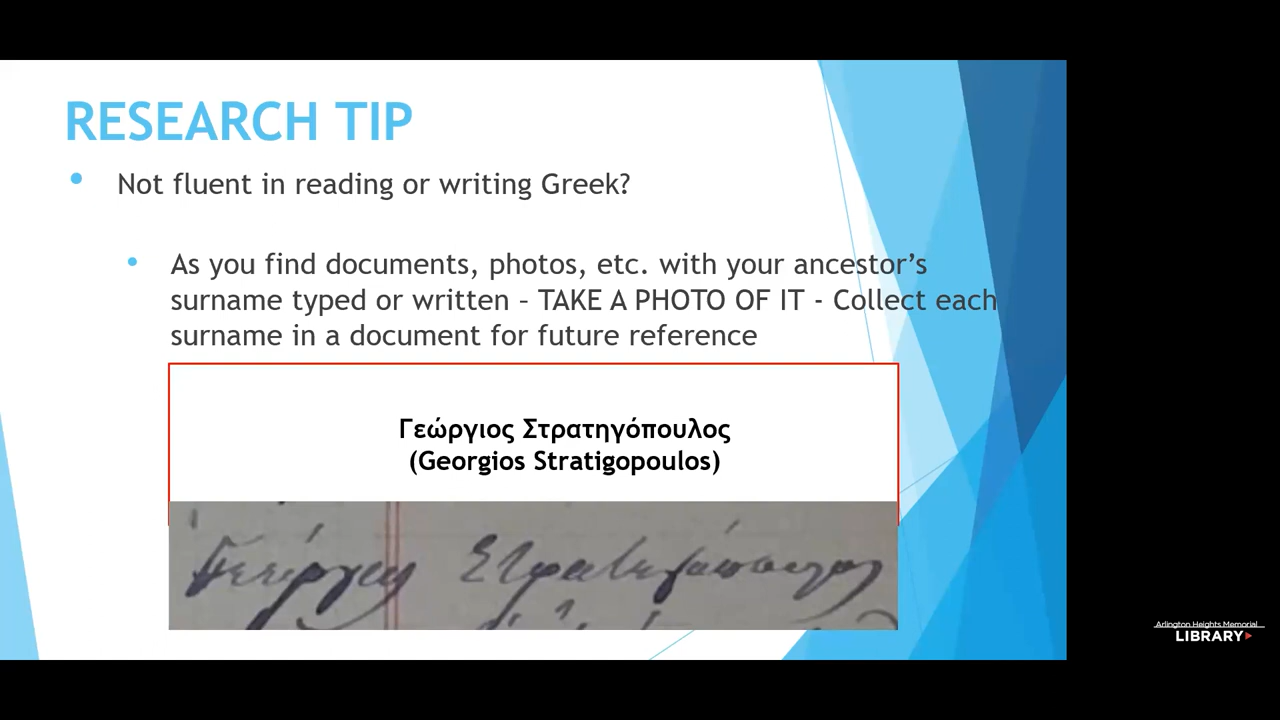 RESEARCH TIP
Not fluent in reading or writing Greek?
As you find documents, photos, etc. with your ancestor's
surname typed or written – TAKE A PHOTO OF IT - Collect each
surname in a document for future reference
Γεώργιος Στρατηγόπουλος
(Georgios Stratigopoulos)
Γεώργιος Στρατηγόπουλος
Arlington Heights Memorial
LIBRARY